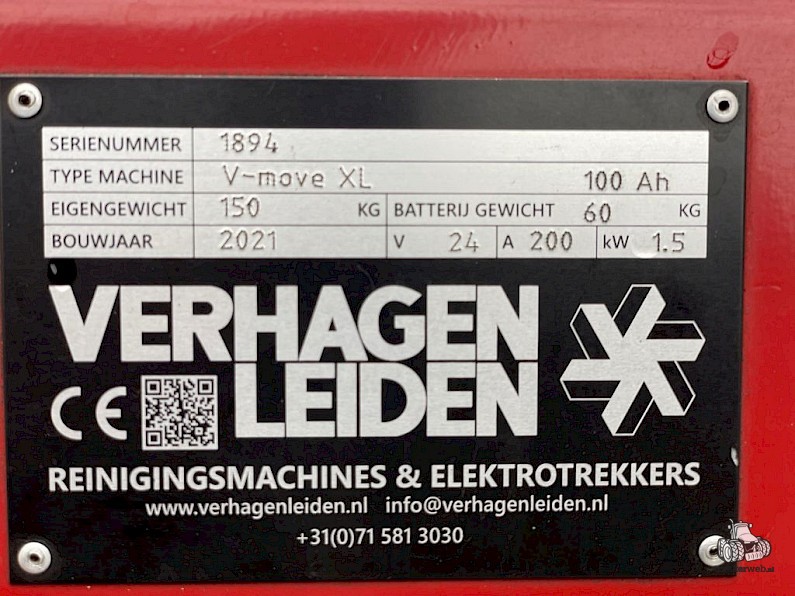 SERIENUMMER 1894
TYPE MACHINE V-move XL 100 Ah
EIGENGEWICHT 150 KG BATTERIJ GEWICHT 60 KG
BOUWJAAR 2021 V 24 A 200 kW 1.5
VERHAGEN
CE LEIDEN
REINIGINGSMACHINES & ELEKTROTREKKERS
www.verhagenleiden.nl info@verhagenleiden.nl
+31(0)71 581 3030